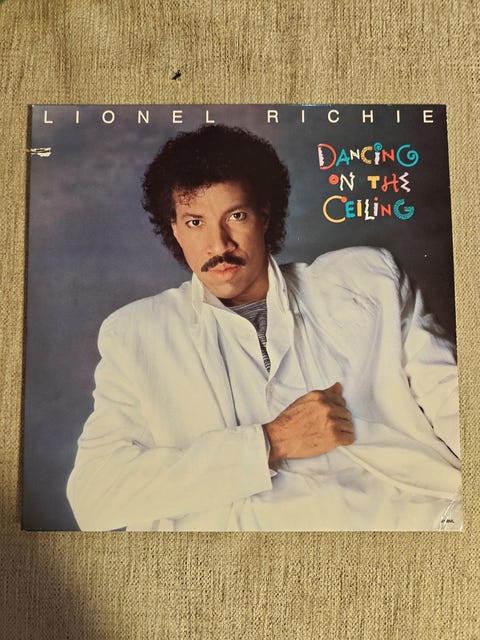 LIONEL RICHIE
DANCING
ON THE
CEILING